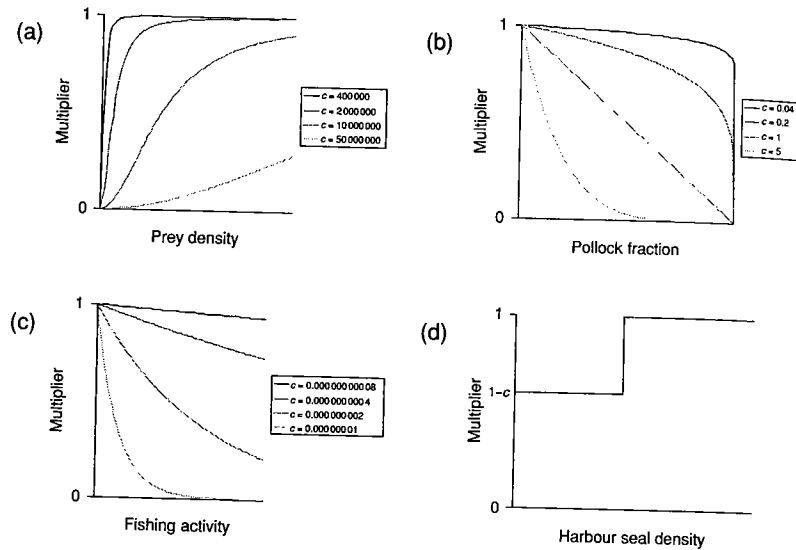 (a)
1
Multiplier
0
Prey density
c = 400 000
c = 2 000 000
c = 10 000 000
c = 50 000 000
(b)
1
Multiplier
0
Pollock fraction
c = 0.04
c = 0.2
c = 1
c = 5
(c)
1
Multiplier
0
Fishing activity
c = 0.00000000008
c = 0.0000000004
c = 0.000000002
c = 0.00000001
(d)
1
1–c
Multiplier
0
Harbour seal density